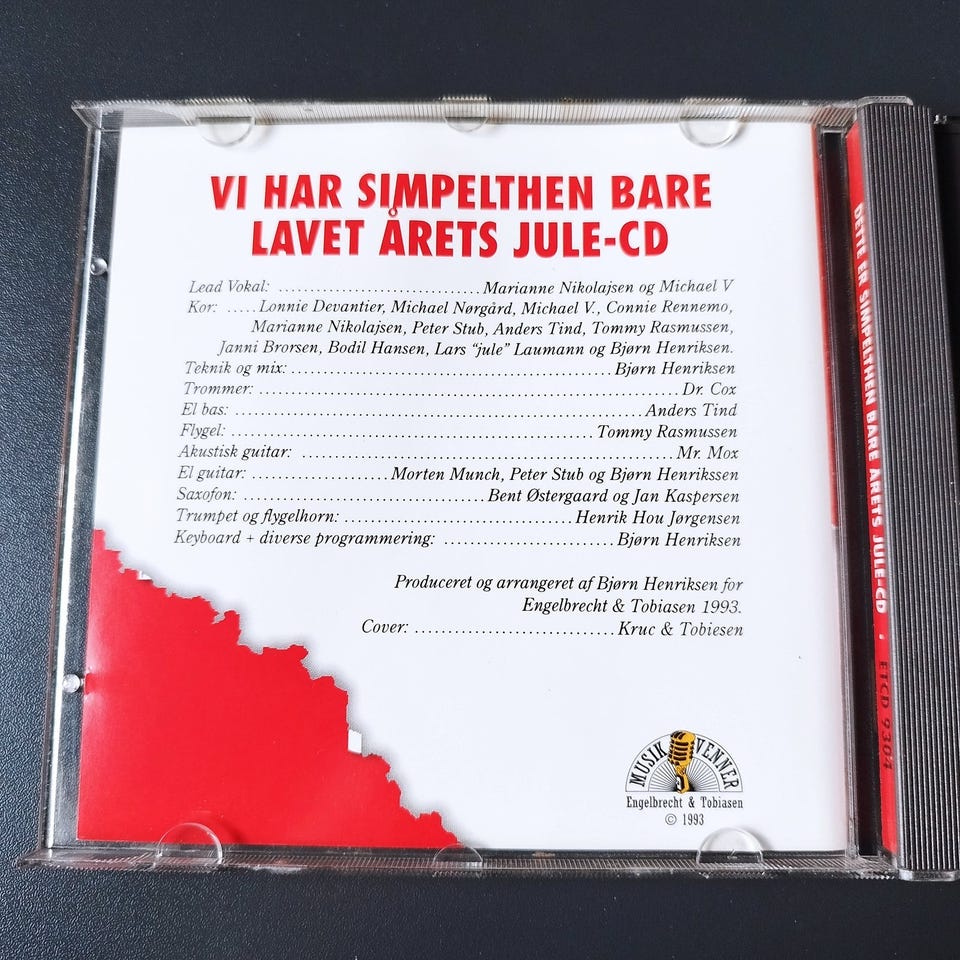 VI HAR SIMPELTHEN BARE
LAVET ÅRETS JULE-CD
Lead Vokal: ............................... Marianne Nikolajsen og Michael V
Kor: ..... Lonnie Devantier, Michael Nørgård, Michael V., Connie Rennemo,
Marianne Nikolajsen, Peter Stub, Anders Tind, Tommy Rasmussen,
Janni Brorsen, Bodil Hansen, Lars "jule" Laumann og Bjørn Henriksen.
Teknik og mix: ................................................ Bjørn Henriksen
Trommer: ............................................................... Dr. Cox
El bas: ............................................................ Anders Tind
Flygel: ..................................................... Tommy Rasmussen
Akustisk guitar: ....................................................... Mr. Mox
El guitar: .................... Morten Munch, Peter Stub og Bjørn Henrikssen
Saxofon: ................................... Bent Østergaard og Jan Kaspersen
Trumpet og flygelhorn: .................................. Henrik Hou Jørgensen
Keyboard + diverse programmering: ......................... Bjørn Henriksen
Produceret og arrangeret af Bjørn Henriksen for
Engelbrecht & Tobiasen 1993.
Cover: ............................. Kruc & Tobiesen
MUSIK VENNER
Engelbrecht & Tobiasen
© 1993
DETTE ER SIMPELTHEN BARE ÅRETS JULE-CD . ETCD 9304